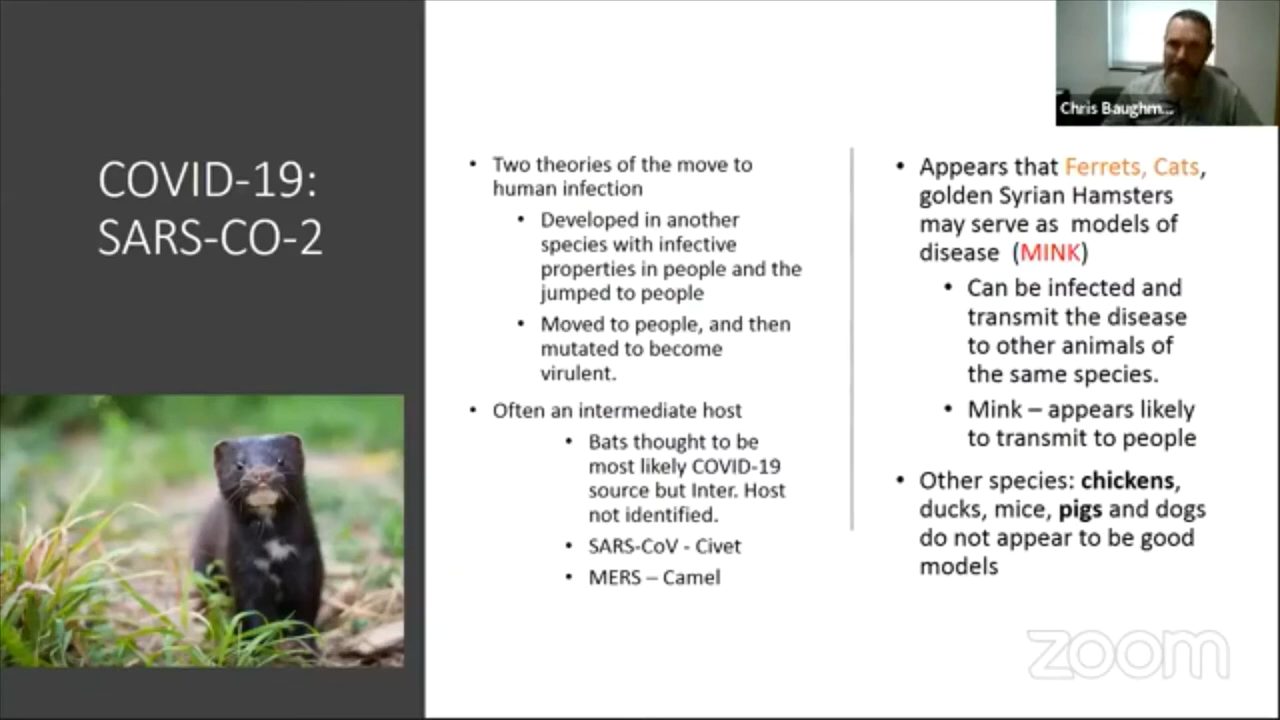 COVID-19:
SARS-CO-2
• Two theories of the move to
human infection
• Developed in another
species with infective
properties in people and the
jumped to people
• Moved to people, and then
mutated to become
virulent.
• Often an intermediate host
• Bats thought to be
most likely COVID-19
source but Inter. Host
not identified.
• SARS-CoV - Civet
• MERS – Camel
• Appears that Ferrets, Cats,
golden Syrian Hamsters
may serve as models of
disease (MINK)
• Can be infected and
transmit the disease
to other animals of
the same species.
• Mink – appears likely
to transmit to people
• Other species: chickens,
ducks, mice, pigs and dogs
do not appear to be good
models
Chris Baughm...
zoom